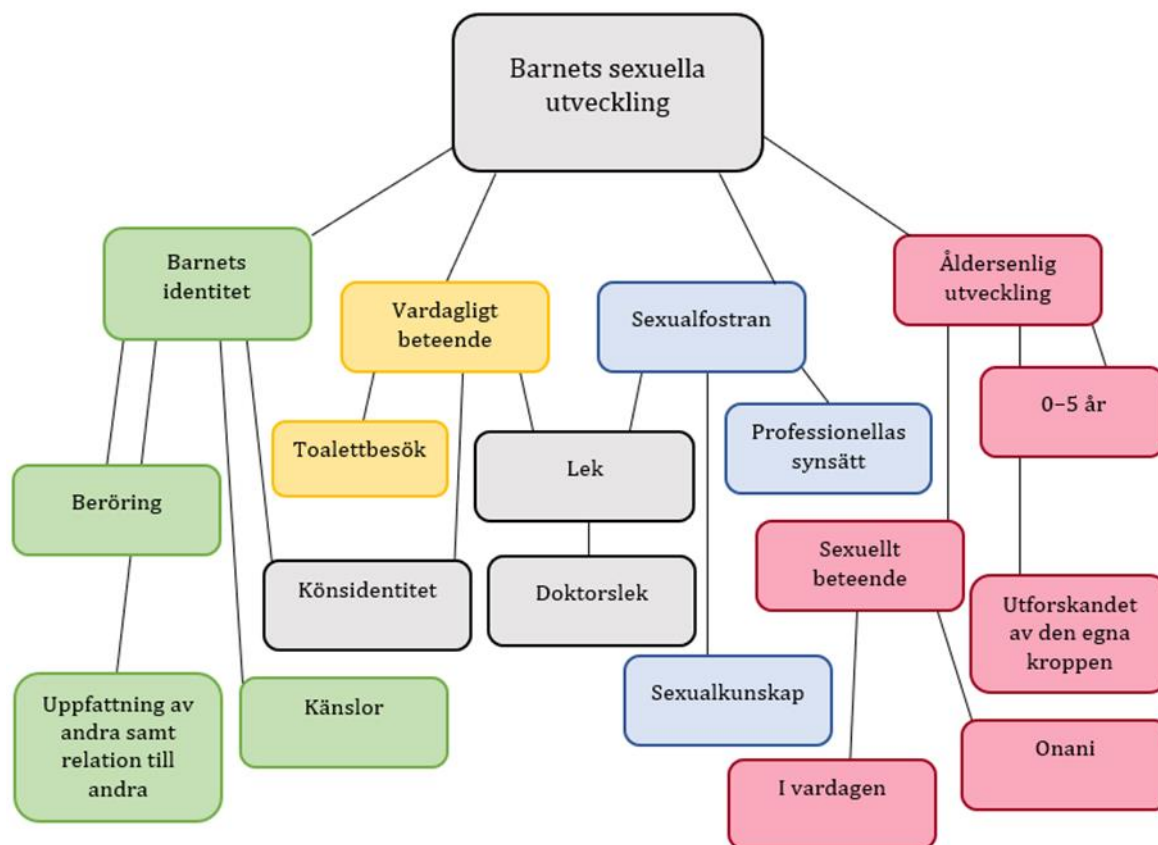 Barnets sexuella
utveckling
Barnets
identitet
Vardagligt
beteende
Sexualfostran
Åldersenlig
utveckling
Toalettbesök
Lek
Professionellas
synsätt
0–5 år
Beröring
Könsidentitet
Doktorslek
Sexuellt
beteende
Utforskandet
av den egna
kroppen
Uppfattning av
andra samt
relation till
andra
Känslor
Sexualkunskap
I vardagen
Onani